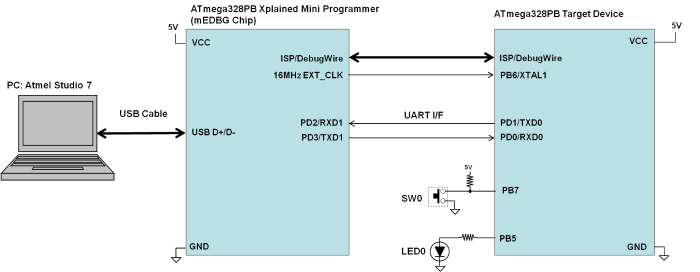 ATmega328PB Xplained Mini Programmer
(mEDBG Chip)
ATmega328PB Target Device
5V
VCC
5V
VCC
ISP/DebugWire
ISP/DebugWire
16MHz EXT_CLK
PB6/XTAL1
PC: Atmel Studio 7
USB Cable
UART I/F
PD2/RXD1
PD1/TXD0
USB D+/D-
PD3/TXD1
PD0/RXD0
5V
SW0
PB7
PB5
LED0
GND
GND